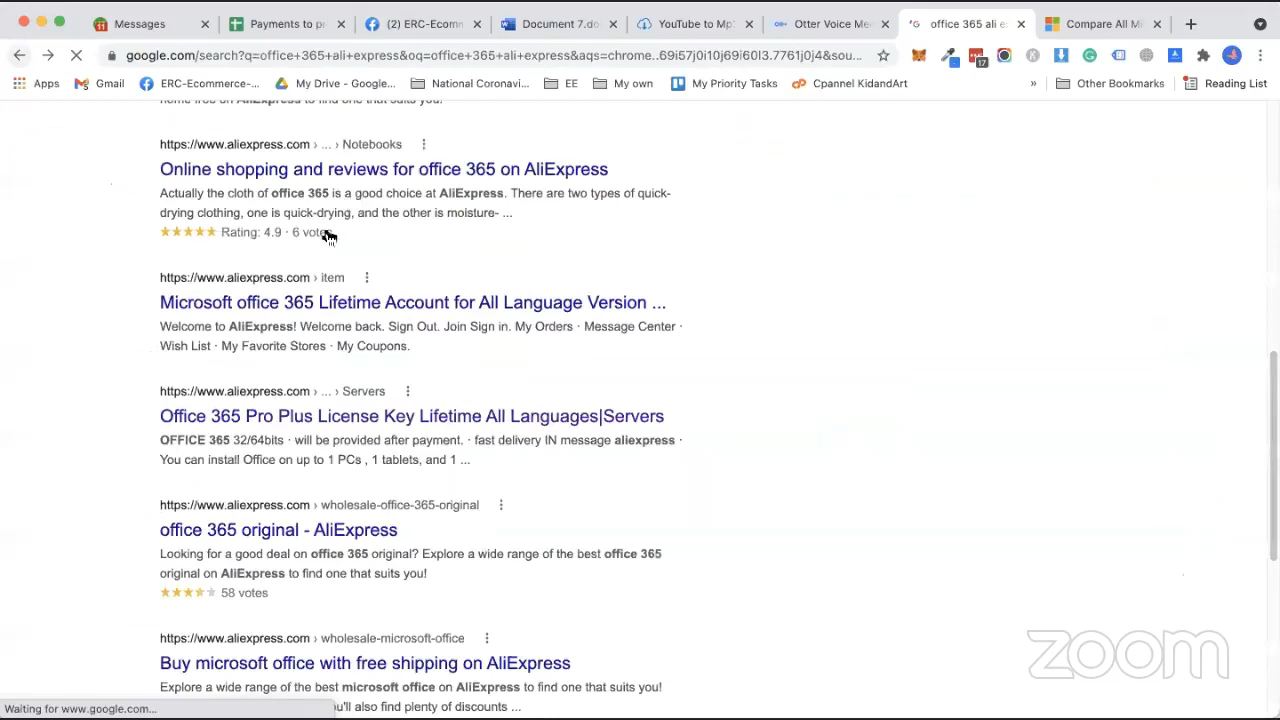 Messages
Payments to pr
(2) ERC-Ecomm
Document 7.do
YouTube to Mp
Otter Voice Me
office 365 ali e
Compare All Mi
google.com/search?q=office+365+ali+express&oq=office+365+ali+express&aqs=chrome..69i57j0i10j69i60l3.7761j0j4&sou...
17
Apps
Gmail
ERC-Ecommerce-...
My Drive - Google...
National Coronavi...
EE
My own
My Priority Tasks
Cpannel KidandArt
»
Other Bookmarks
Reading List
home free on AliExpress to find one that suits you!
https://www.aliexpress.com › ... › Notebooks
Online shopping and reviews for office 365 on AliExpress
Actually the cloth of office 365 is a good choice at AliExpress. There are two types of quick-
drying clothing, one is quick-drying, and the other is moisture- ...
Rating: 4.9 · 6 votes
https://www.aliexpress.com › item
Microsoft office 365 Lifetime Account for All Language Version ...
Welcome to AliExpress! Welcome back. Sign Out. Join Sign in. My Orders · Message Center ·
Wish List · My Favorite Stores · My Coupons.
https://www.aliexpress.com › ... › Servers
Office 365 Pro Plus License Key Lifetime All Languages|Servers
OFFICE 365 32/64bits · will be provided after payment. · fast delivery IN message aliexpress ·
You can install Office on up to 1 PCs , 1 tablets, and 1 ...
https://www.aliexpress.com › wholesale-office-365-original
office 365 original - AliExpress
Looking for a good deal on office 365 original? Explore a wide range of the best office 365
original on AliExpress to find one that suits you!
58 votes
https://www.aliexpress.com › wholesale-microsoft-office
Buy microsoft office with free shipping on AliExpress
Explore a wide range of the best microsoft office on AliExpress to find one that suits you!
u'll also find plenty of discounts ...
Waiting for www.google.com...
zoom